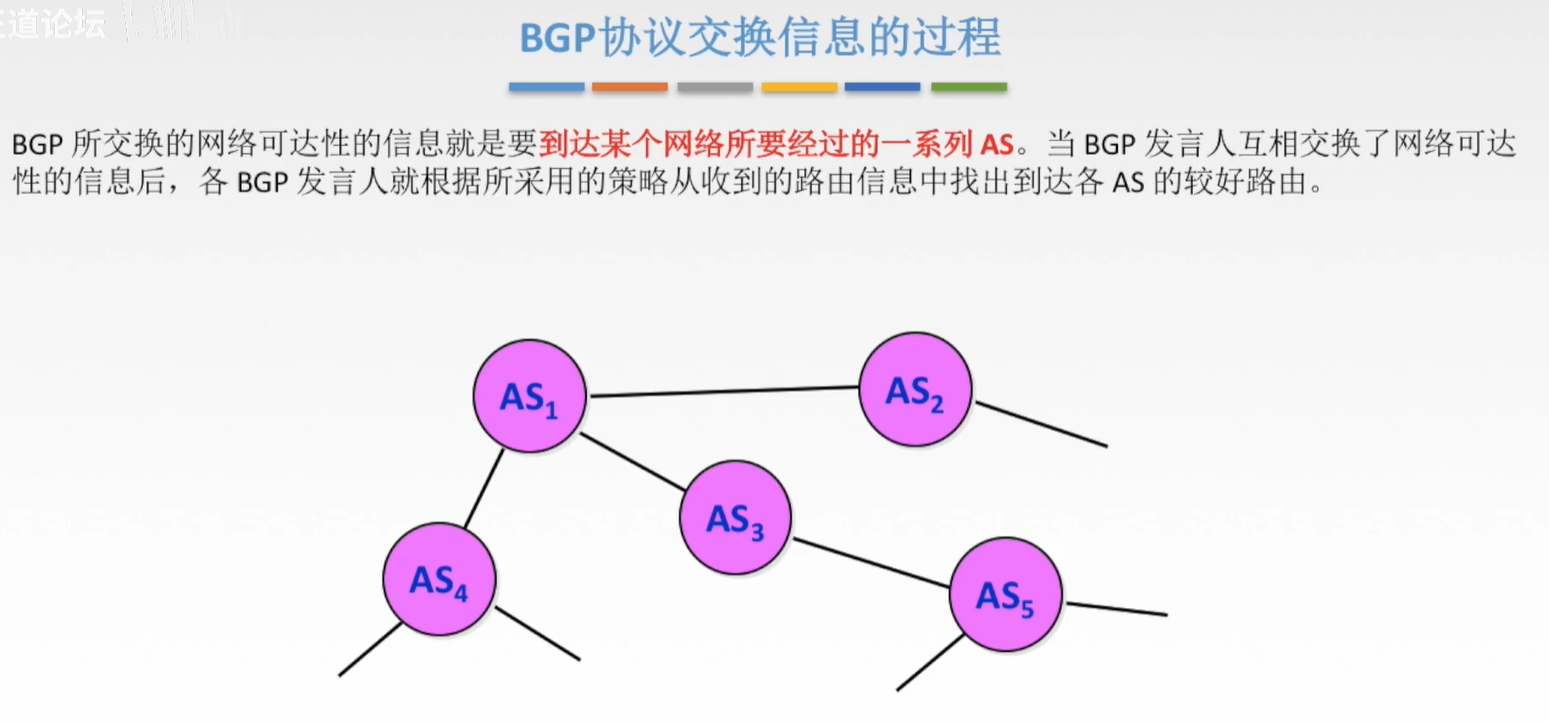 道论坛
BGP协议交换信息的过程
BGP 所交换的网络可达性的信息就是要到达某个网络所要经过的一系列 AS。当 BGP 发言人互相交换了网络可达
性的信息后，各 BGP 发言人就根据所采用的策略从收到的路由信息中找出到达各 AS 的较好路由。
AS1
AS2
AS3
AS4
AS5